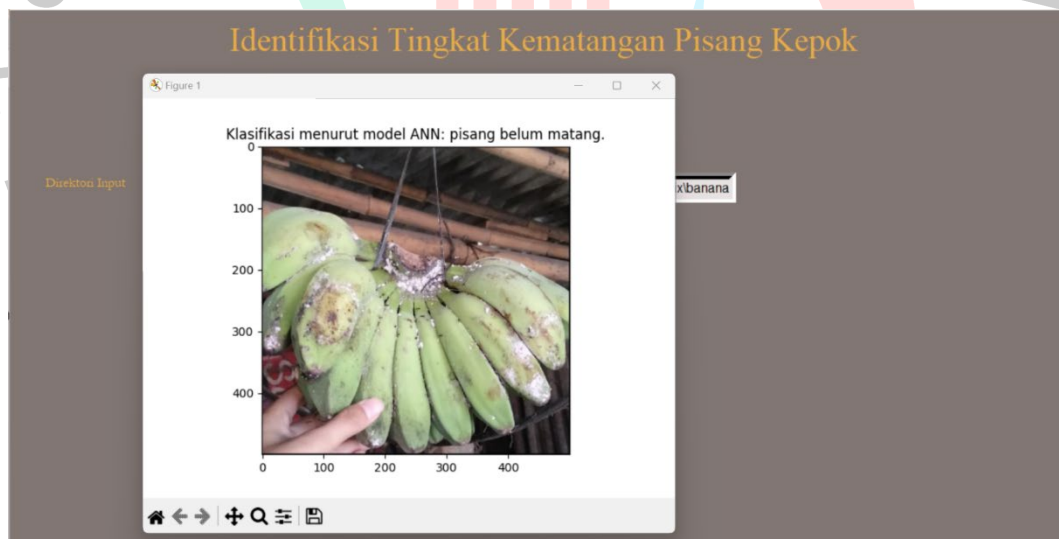 Identifikasi Tingkat Kematangan Pisang Kepok
Figure 1
Klasifikasi menurut model ANN: pisang belum matang.
Direktori Input
x\banana
0
100
200
300
400
0
100
200
300
400